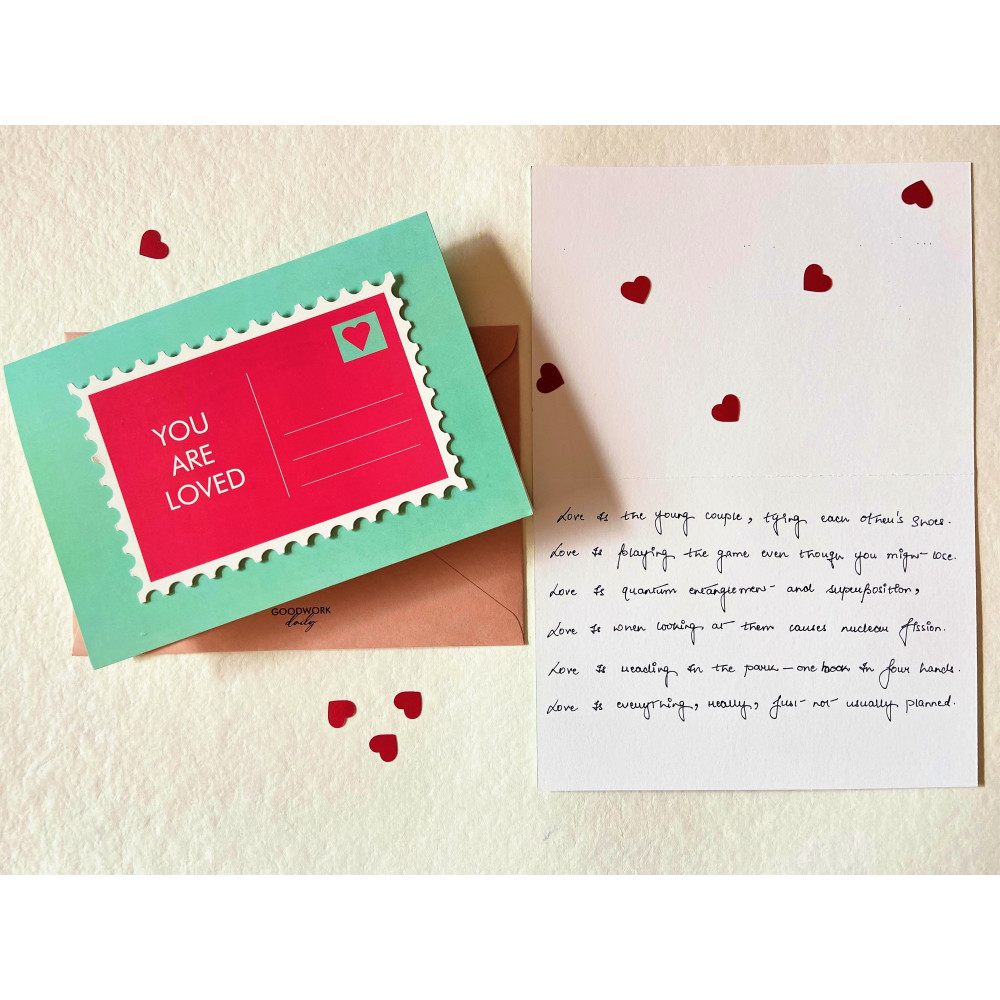 YOU
ARE
LOVED
GOODWORK
daily
Love is the young couple, tying each other's shoes.
Love is playing the game even though you might lose.
Love is quantum entanglement and superposition,
Love is when looking at them causes nuclear fission.
Love is reading in the park — one book in four hands.
Love is everything, really, just not usually planned.